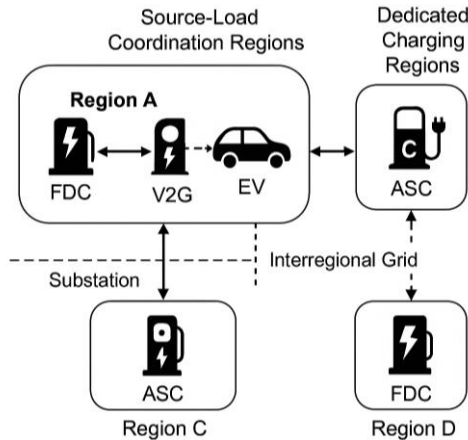 Source-Load
Coordination Regions
Dedicated
Charging
Regions
Region A
FDC
V2G
EV
C
ASC
Substation
Interregional Grid
ASC
FDC
Region C
Region D